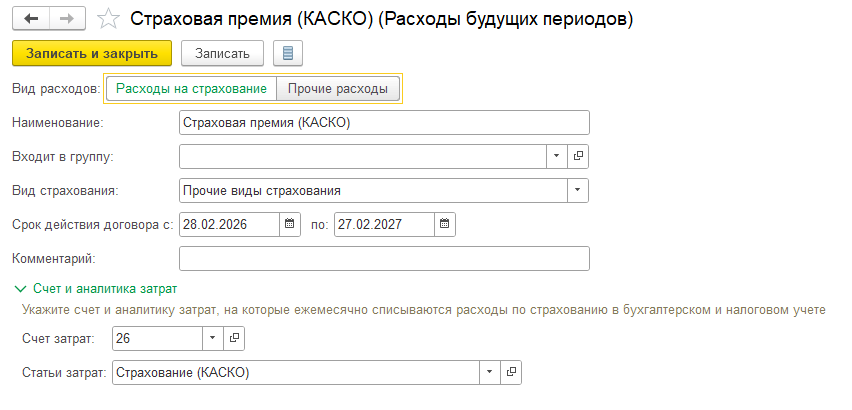 Страховая премия (КАСКО) (Расходы будущих периодов)
Записать и закрыть Записать
Вид расходов: Расходы на страхование Прочие расходы
Наименование: Страховая премия (КАСКО)
Входит в группу:
Вид страхования: Прочие виды страхования
Срок действия договора с: 28.02.2026 по: 27.02.2027
Комментарий:
Счет и аналитика затрат
Укажите счет и аналитику затрат, на которые ежемесячно списываются расходы по страхованию в бухгалтерском и налоговом учете
Счет затрат: 26
Статьи затрат: Страхование (КАСКО)